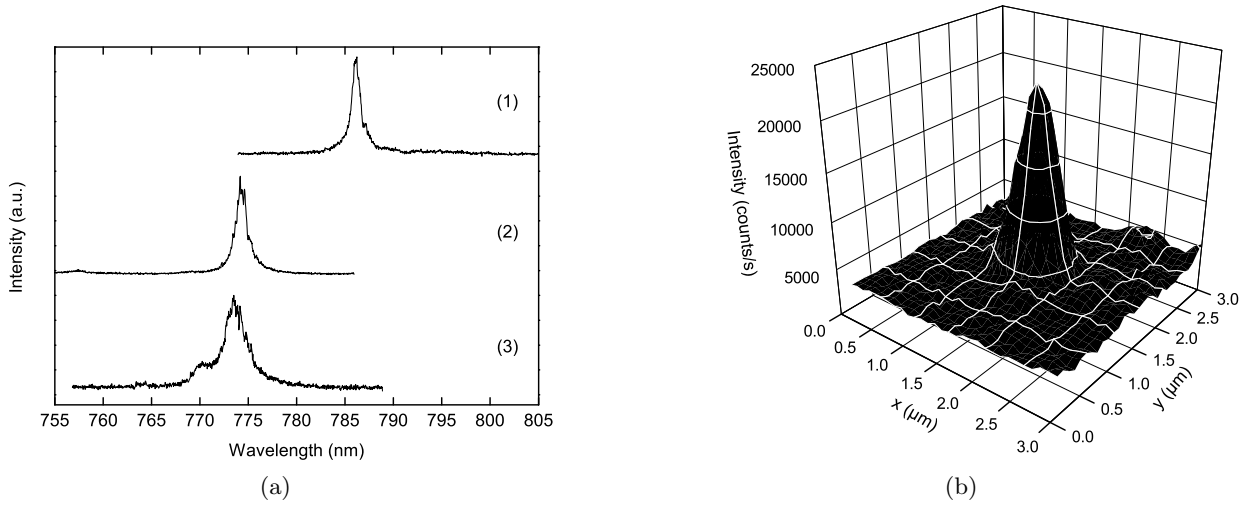 (1)
(2)
(3)
Intensity (a.u.)
755 760 765 770 775 780 785 790 795 800 805
Wavelength (nm)
(a)
25000
20000
15000
10000
5000
Intensity (counts/s)
0.0
0.5
1.0
1.5
2.0
2.5
3.0
x (µm)
0.0
0.5
1.0
1.5
2.0
2.5
3.0
y (µm)
(b)